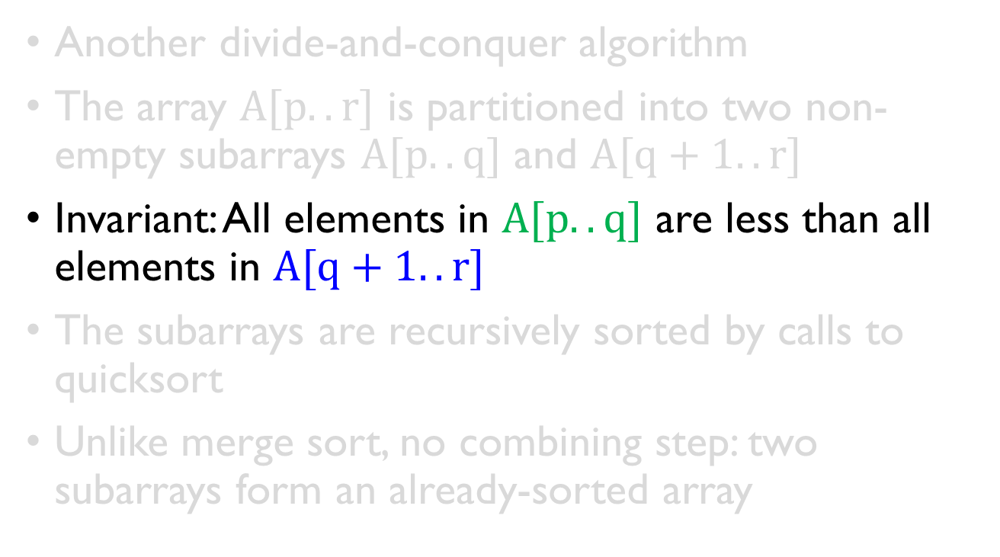 • Another divide-and-conquer algorithm
• The array A[p. . r] is partitioned into two non-
empty subarrays A[p. . q] and A[q + 1. . r]
• Invariant: All elements in A[p. . q] are less than all
elements in A[q + 1. . r]
• The subarrays are recursively sorted by calls to
quicksort
• Unlike merge sort, no combining step: two
subarrays form an already-sorted array